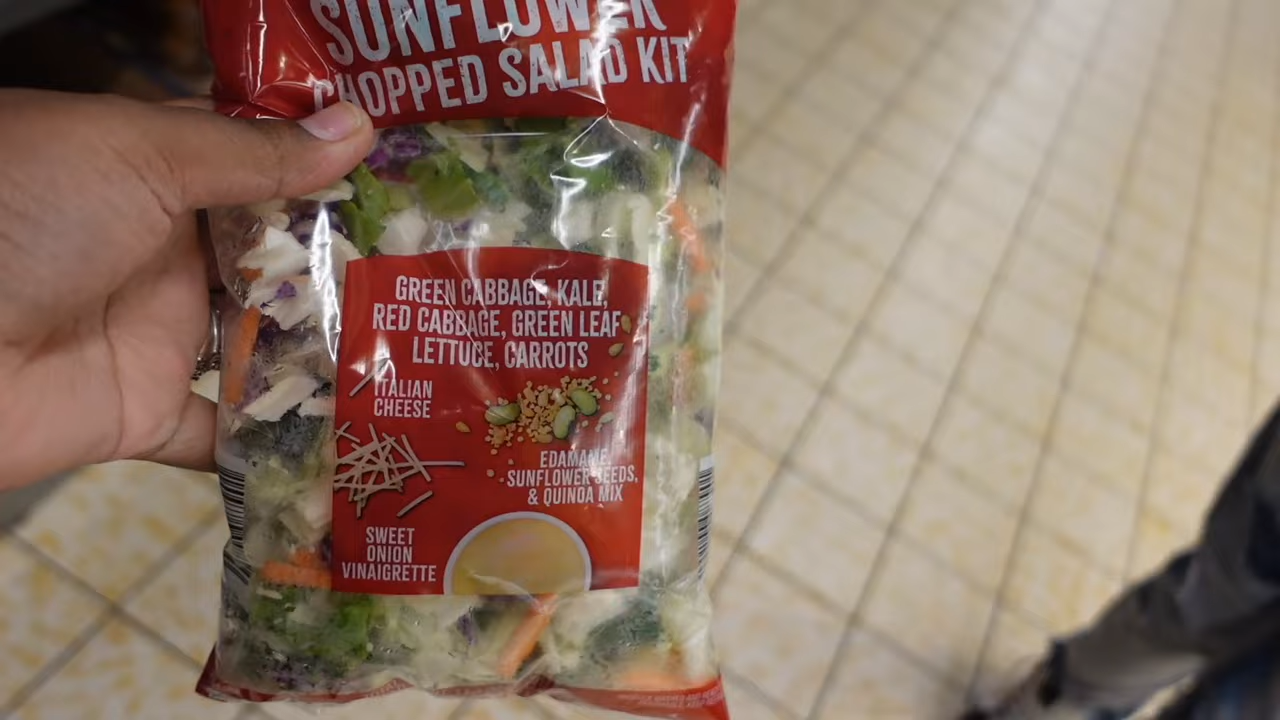 SUNFLOWER
CHOPPED SALAD KIT
GREEN CABBAGE, KALE,
RED CABBAGE, GREEN LEAF
LETTUCE, CARROTS
ITALIAN
CHEESE
EDAMAME,
SUNFLOWER SEEDS,
& QUINOA MIX
SWEET
ONION
VINAIGRETTE